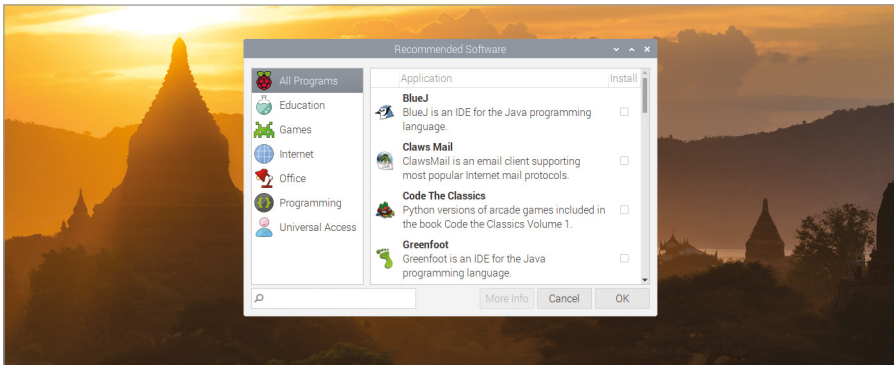 Recommended Software
All Programs
Education
Games
Internet
Office
Programming
Universal Access
Application Install
BlueJ
BlueJ is an IDE for the Java programming
language.
Claws Mail
ClawsMail is an email client supporting
most popular Internet mail protocols.
Code The Classics
Python versions of arcade games included in
the book Code the Classics Volume 1.
Greenfoot
Greenfoot is an IDE for the Java
programming language.
More Info Cancel OK